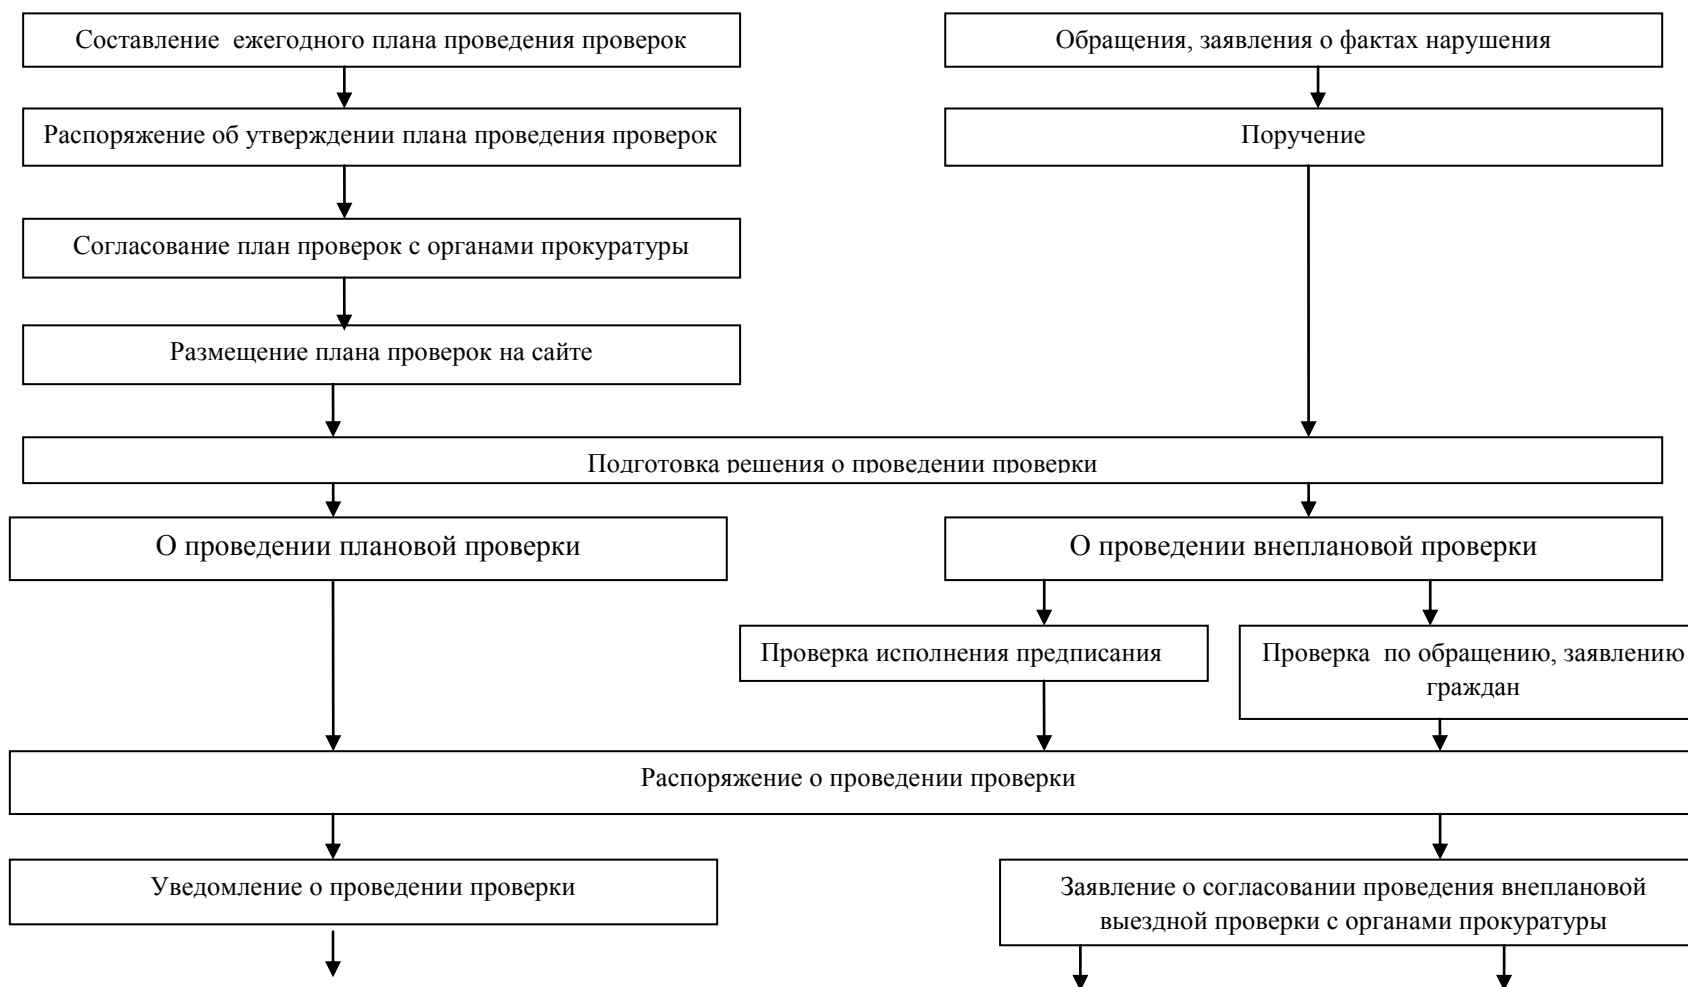 Составление ежегодного плана проведения проверок
Обращения, заявления о фактах нарушения
Распоряжение об утверждении плана проведения проверок
Поручение
Согласование план проверок с органами прокуратуры
Размещение плана проверок на сайте
Подготовка решения о проведении проверки
О проведении плановой проверки
О проведении внеплановой проверки
Проверка исполнения предписания
Проверка по обращению, заявлению
граждан
Распоряжение о проведении проверки
Уведомление о проведении проверки
Заявление о согласовании проведения внеплановой
выездной проверки с органами прокуратуры